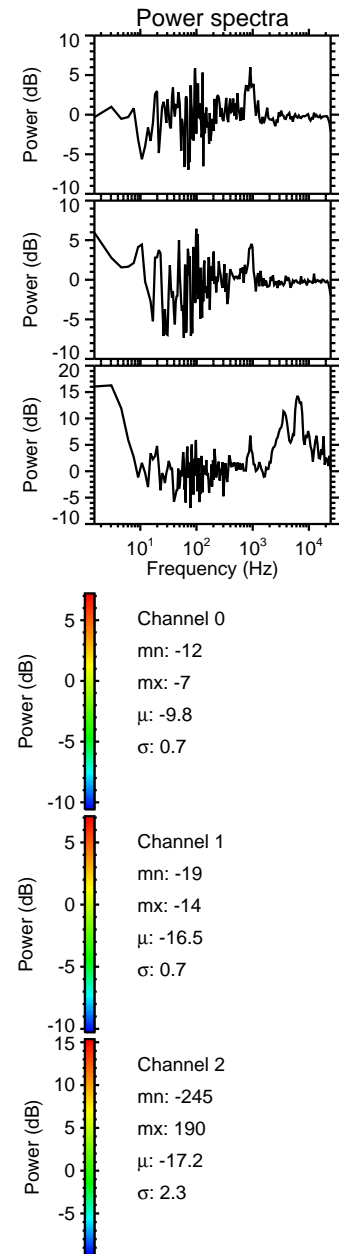 Power spectra
10
5
0
-5
-10
Power (dB)
10
5
0
-5
-10
Power (dB)
20
15
10
5
0
-5
-10
Power (dB)
10¹ 10² 10³ 10⁴
Frequency (Hz)
5
0
-5
-10
Power (dB)
Channel 0
mn: -12
mx: -7
μ: -9.8
σ: 0.7
5
0
-5
-10
Power (dB)
Channel 1
mn: -19
mx: -14
μ: -16.5
σ: 0.7
15
10
5
0
-5
Power (dB)
Channel 2
mn: -245
mx: 190
μ: -17.2
σ: 2.3